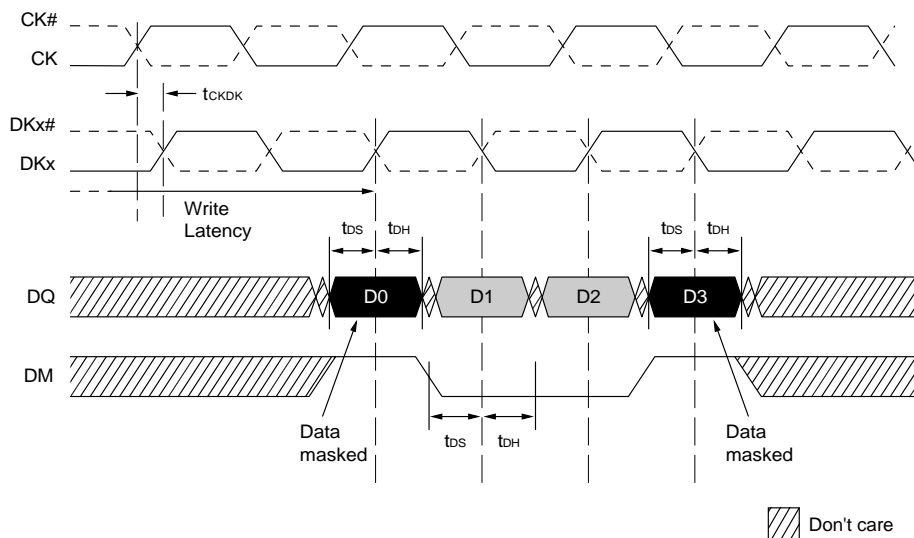 CK#
CK
tCKDK
DKx#
DKx
Write
Latency
tDS tDH tDS tDH
DQ D0 D1 D2 D3
DM
Data
masked
tDS tDH
Data
masked
Don't care